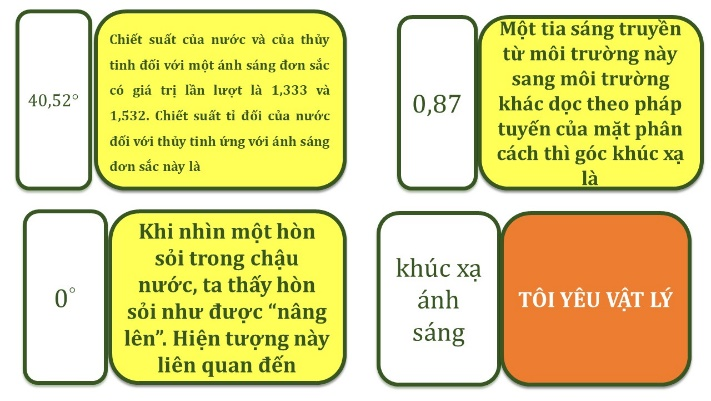 40,52°
Chiết suất của nước và của thủy
tinh đối với một ánh sáng đơn sắc
có giá trị lần lượt là 1,333 và
1,532. Chiết suất tỉ đối của nước
đối với thủy tinh ứng với ánh sáng
đơn sắc này là
0,87
Một tia sáng truyền
từ môi trường này
sang môi trường
khác dọc theo pháp
tuyến của mặt phân
cách thì góc khúc xạ
là
0°
Khi nhìn một hòn
sỏi trong chậu
nước, ta thấy hòn
sỏi như được “nâng
lên”. Hiện tượng này
liên quan đến
khúc xạ
ánh
sáng
TÔI YÊU VẬT LÝ